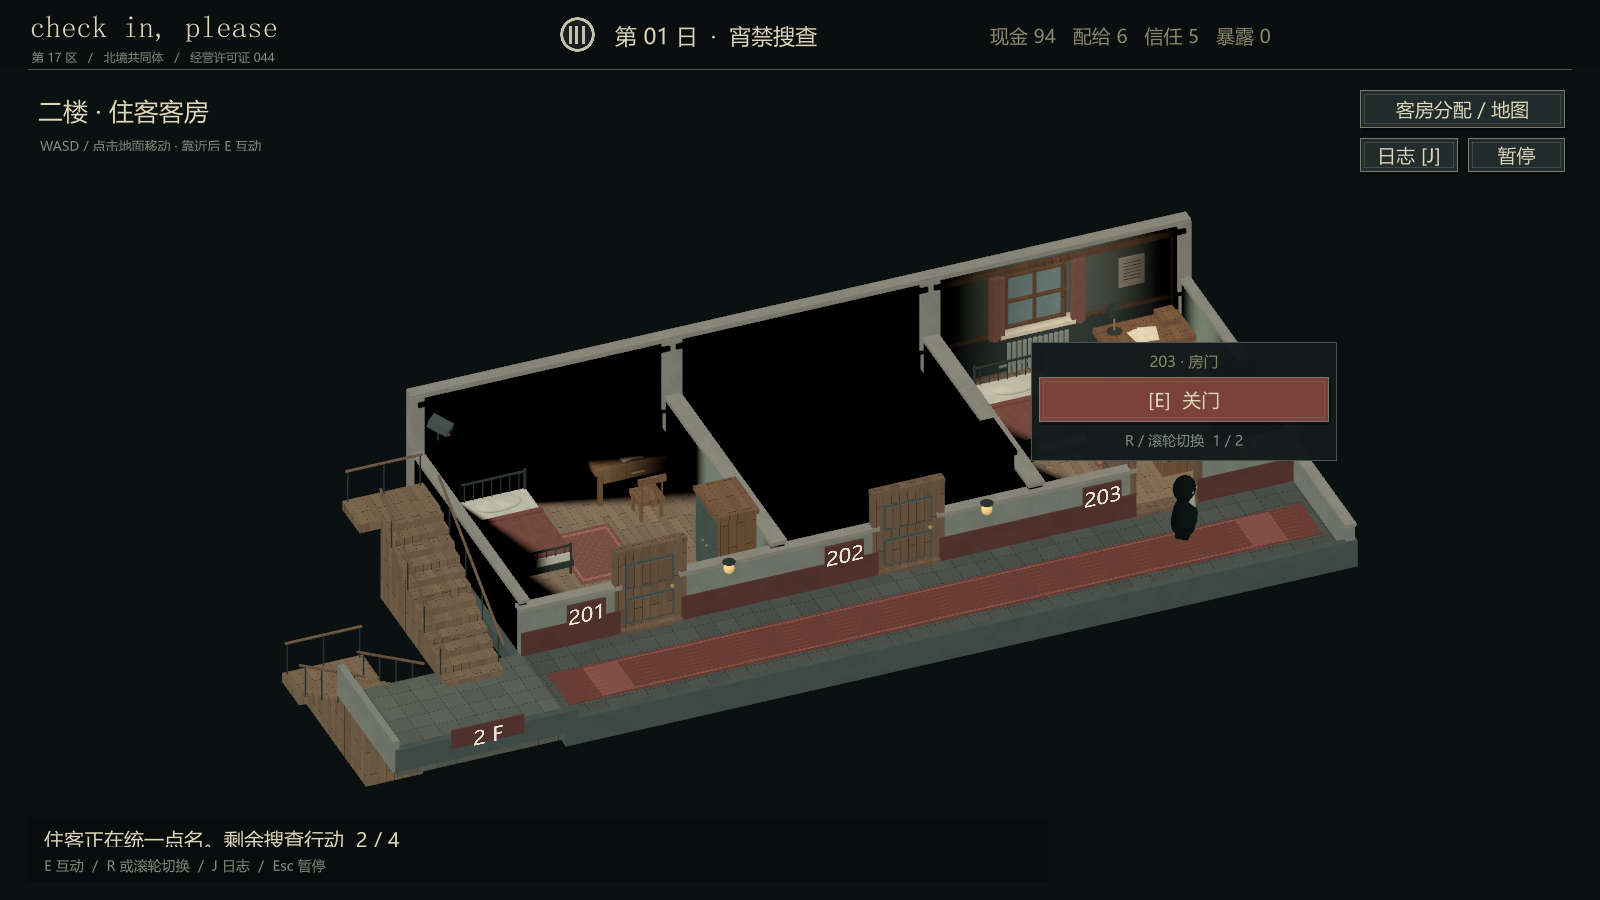 check in, please
第 17 区 / 北境共同体 / 经营许可证 044
第 01 日 · 宵禁搜查
现金 94 配给 6 信任 5 暴露 0
二楼 · 住客客房
WASD / 点击地面移动 · 靠近后 E 互动
客房分配 / 地图
日志 [J]
暂停
203 · 房门
[E] 关门
R / 滚轮切换 1 / 2
203
202
201
2 F
住客正在统一点名。剩余搜查行动 2 / 4
E 互动 / R 或滚轮切换 / J 日志 / Esc 暂停